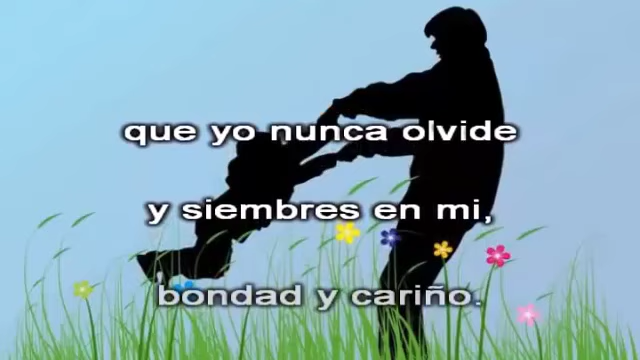 que yo nunca olvide
y siembres en mi,
bondad y cariño.